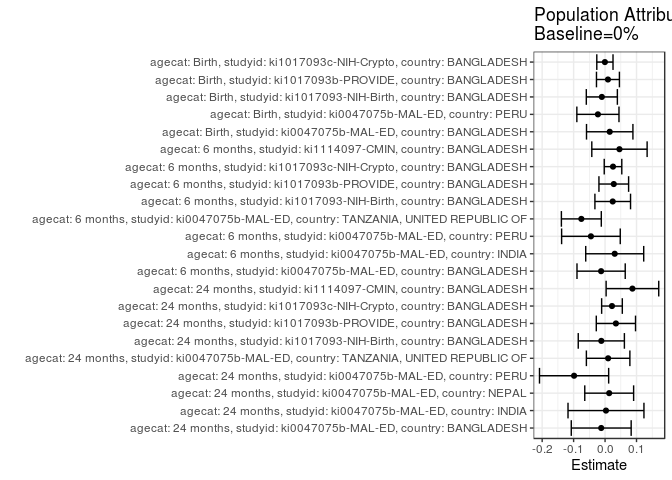 Population Attribu
Baseline=0%
agecat: Birth, studyid: ki1017093c-NIH-Crypto, country: BANGLADESH
agecat: Birth, studyid: ki1017093b-PROVIDE, country: BANGLADESH
agecat: Birth, studyid: ki1017093-NIH-Birth, country: BANGLADESH
agecat: Birth, studyid: ki0047075b-MAL-ED, country: PERU
agecat: Birth, studyid: ki0047075b-MAL-ED, country: BANGLADESH
agecat: 6 months, studyid: ki1114097-CMIN, country: BANGLADESH
agecat: 6 months, studyid: ki1017093c-NIH-Crypto, country: BANGLADESH
agecat: 6 months, studyid: ki1017093b-PROVIDE, country: BANGLADESH
agecat: 6 months, studyid: ki1017093-NIH-Birth, country: BANGLADESH
agecat: 6 months, studyid: ki0047075b-MAL-ED, country: TANZANIA, UNITED REPUBLIC OF
agecat: 6 months, studyid: ki0047075b-MAL-ED, country: PERU
agecat: 6 months, studyid: ki0047075b-MAL-ED, country: INDIA
agecat: 6 months, studyid: ki0047075b-MAL-ED, country: BANGLADESH
agecat: 24 months, studyid: ki1114097-CMIN, country: BANGLADESH
agecat: 24 months, studyid: ki1017093c-NIH-Crypto, country: BANGLADESH
agecat: 24 months, studyid: ki1017093b-PROVIDE, country: BANGLADESH
agecat: 24 months, studyid: ki1017093-NIH-Birth, country: BANGLADESH
agecat: 24 months, studyid: ki0047075b-MAL-ED, country: TANZANIA, UNITED REPUBLIC OF
agecat: 24 months, studyid: ki0047075b-MAL-ED, country: PERU
agecat: 24 months, studyid: ki0047075b-MAL-ED, country: NEPAL
agecat: 24 months, studyid: ki0047075b-MAL-ED, country: INDIA
agecat: 24 months, studyid: ki0047075b-MAL-ED, country: BANGLADESH
-0.2 -0.1 0.0 0.1
Estimate